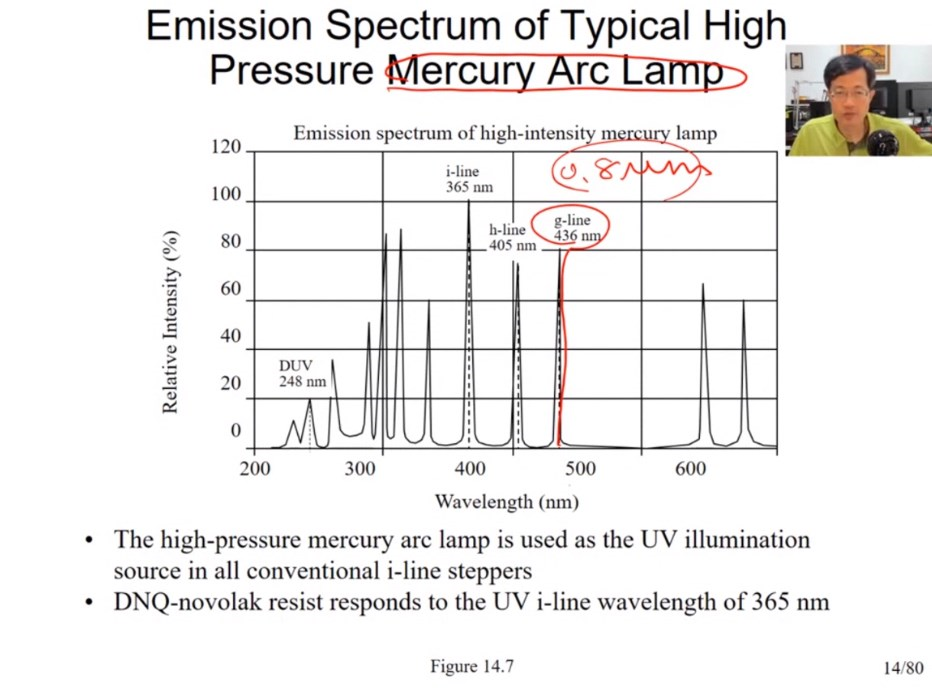 Emission Spectrum of Typical High
Pressure Mercury Arc Lamp
Emission spectrum of high-intensity mercury lamp
120
100
80
60
40
20
0
Relative Intensity (%)
i-line
365 nm
0.8 μm
h-line
405 nm
g-line
436 nm
DUV
248 nm
200
300
400
500
600
Wavelength (nm)
• The high-pressure mercury arc lamp is used as the UV illumination
source in all conventional i-line steppers
• DNQ-novolak resist responds to the UV i-line wavelength of 365 nm
Figure 14.7
14/80